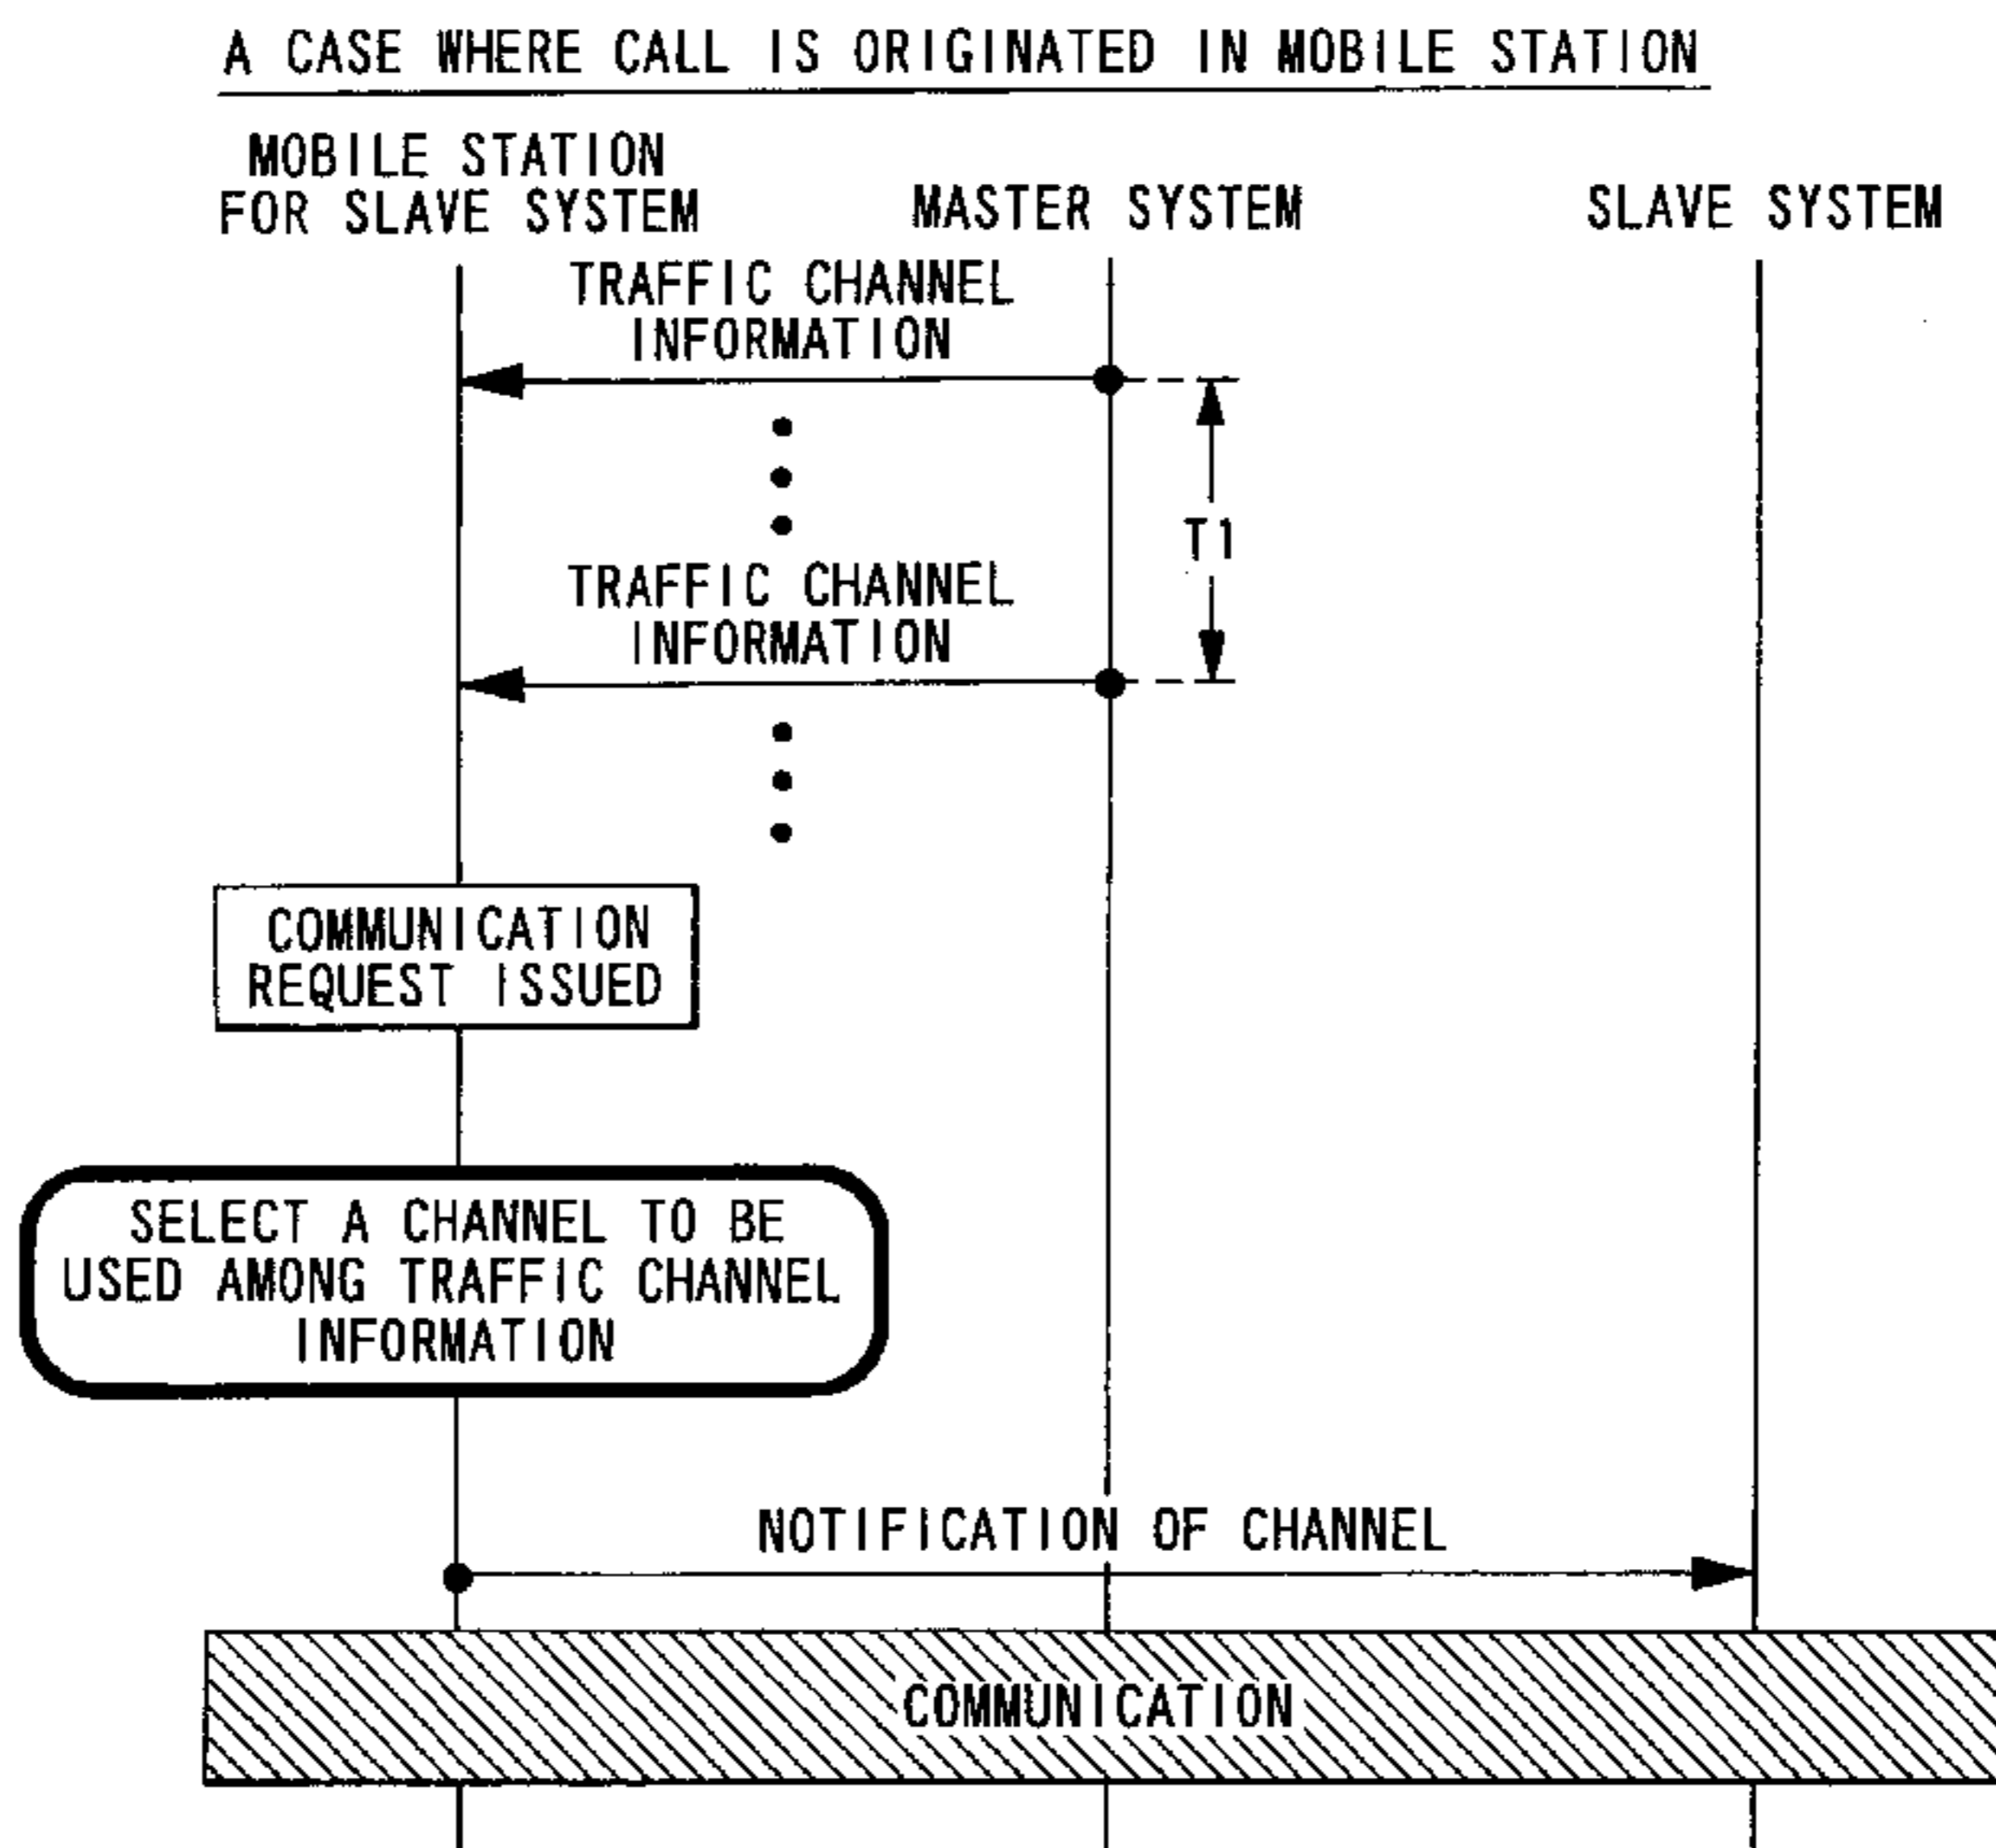 A CASE WHERE CALL IS ORIGINATED IN MOBILE STATION
MOBILE STATION
FOR SLAVE SYSTEM
MASTER SYSTEM
SLAVE SYSTEM
TRAFFIC CHANNEL
INFORMATION
T1
TRAFFIC CHANNEL
INFORMATION
COMMUNICATION
REQUEST ISSUED
SELECT A CHANNEL TO BE
USED AMONG TRAFFIC CHANNEL
INFORMATION
NOTIFICATION OF CHANNEL
COMMUNICATION